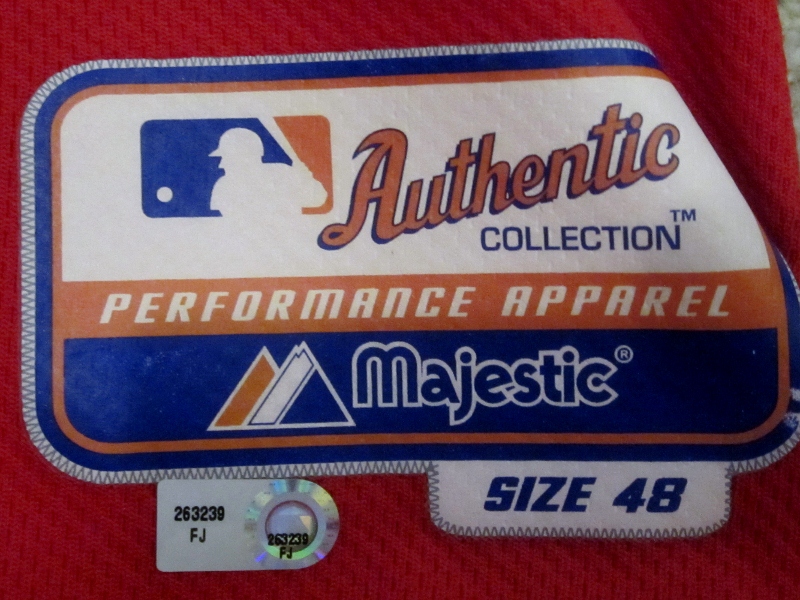 Authentic
COLLECTION™
PERFORMANCE APPAREL
Majestic®
SIZE 48
263239
FJ
263239
FJ